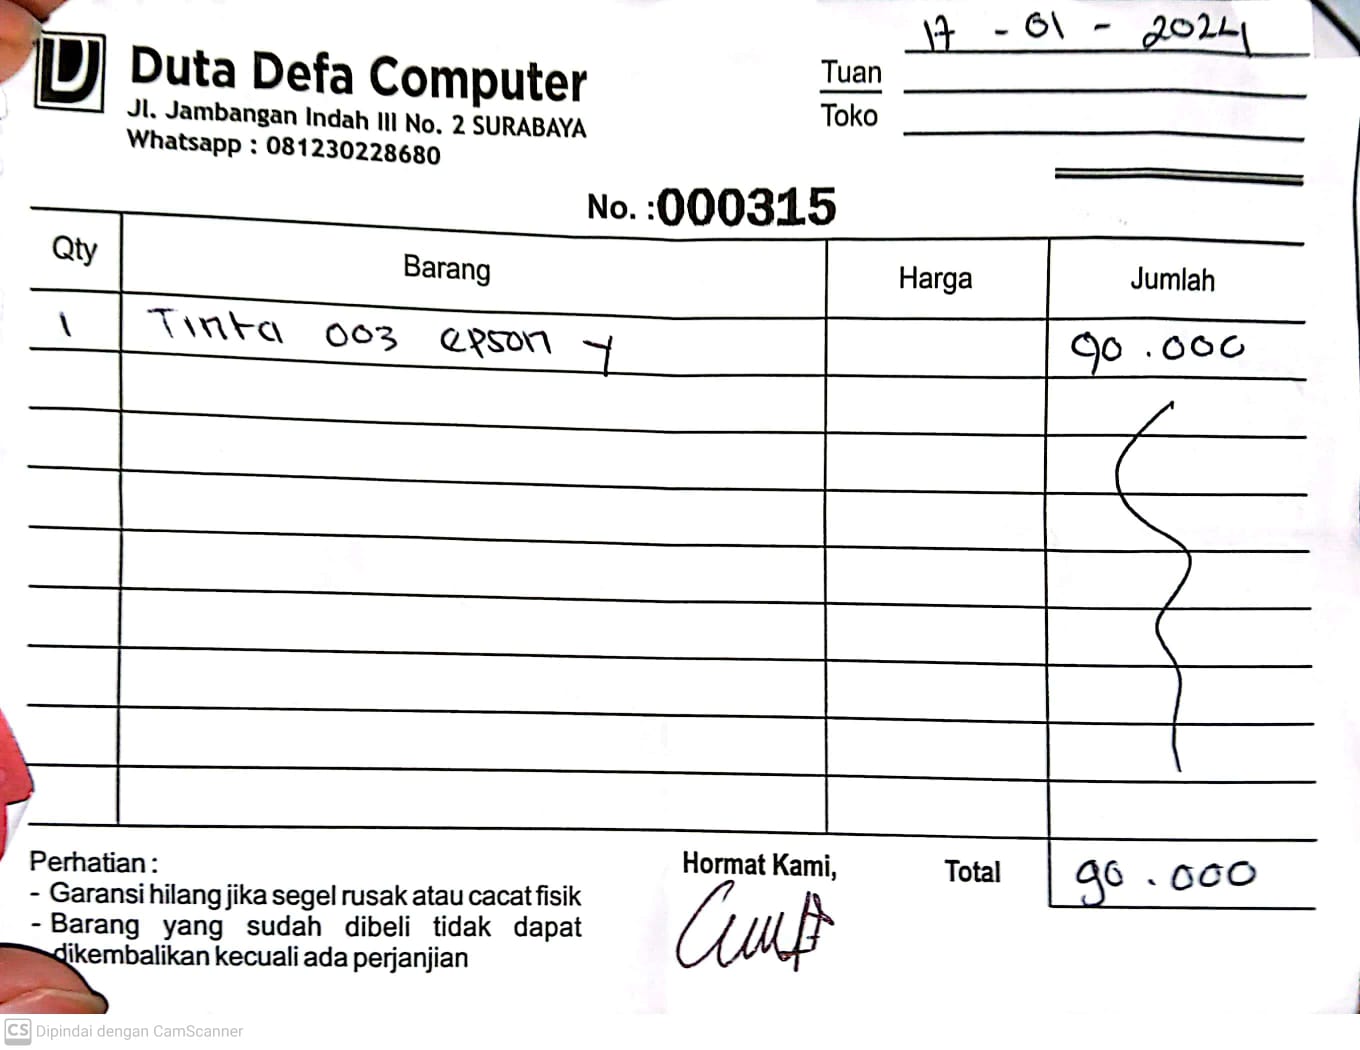 17 - 01 - 2024
Duta Defa Computer
Jl. Jambangan Indah III No. 2 SURABAYA
Whatsapp : 081230228680
Tuan
Toko
No. :000315
Qty Barang Harga Jumlah
1 Tinta 003 epson Y 90.000
Perhatian :
- Garansi hilang jika segel rusak atau cacat fisik
- Barang yang sudah dibeli tidak dapat
dikembalikan kecuali ada perjanjian
Hormat Kami,
Total 90.000
CS Dipindai dengan CamScanner